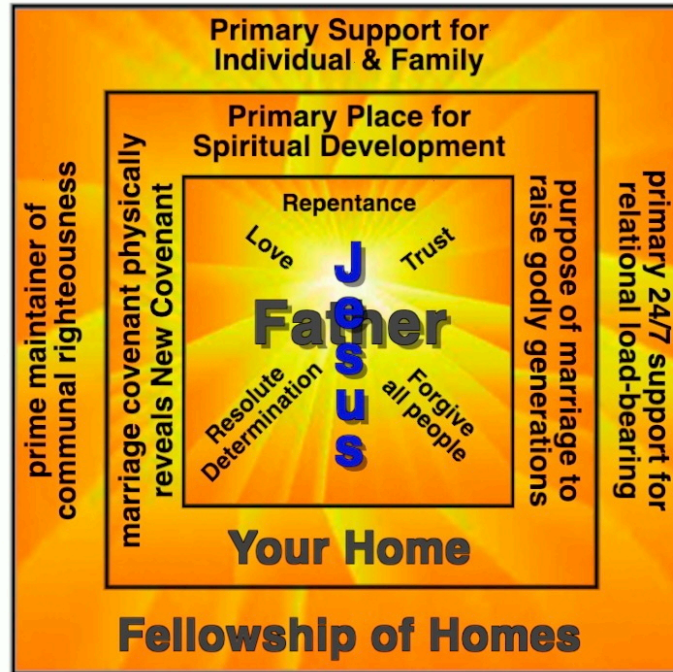 Primary Support for
Individual & Family
prime maintainer of
communal righteousness
primary 24/7 support for
relational load-bearing
Fellowship of Homes
Primary Place for
Spiritual Development
marriage covenant physically
reveals New Covenant
purpose of marriage to
raise godly generations
Your Home
Repentance
Love
Trust
Jesus
Father
Resolute
Determination
Forgive
all people